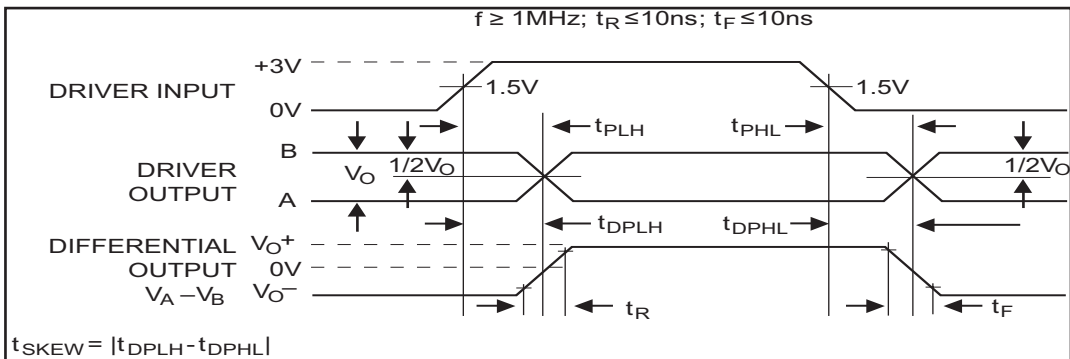 f ≥ 1MHz; tR ≤10ns; tF ≤10ns
+3V
DRIVER INPUT
1.5V
1.5V
0V
tPLH
tPHL
B
DRIVER
OUTPUT
VO
1/2VO
1/2VO
A
tDPLH
tDPHL
DIFFERENTIAL
OUTPUT
VA –VB
VO+
0V
VO–
tR
tF
tSKEW = |tDPLH - tDPHL|